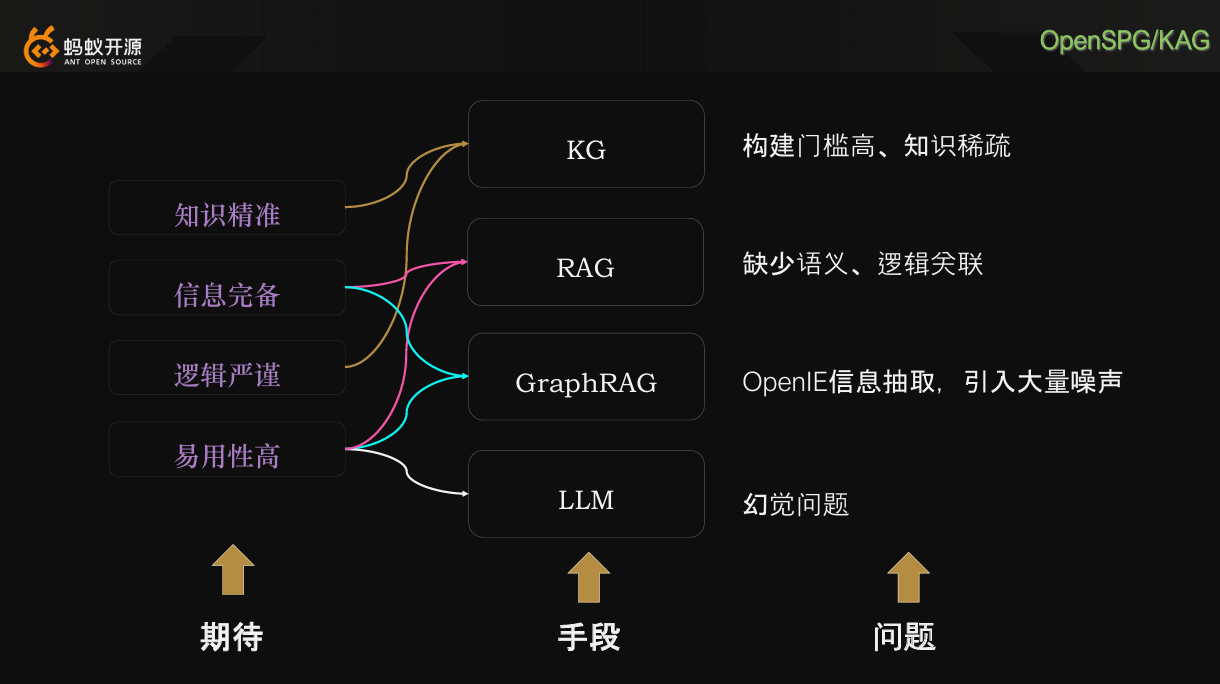 蚂蚁开源
ANT OPEN SOURCE
OpenSPG/KAG
知识精准
信息完备
逻辑严谨
易用性高
期待
KG
RAG
GraphRAG
LLM
手段
构建门槛高、知识稀疏
缺少语义、逻辑关联
OpenIE信息抽取，引入大量噪声
幻觉问题
问题